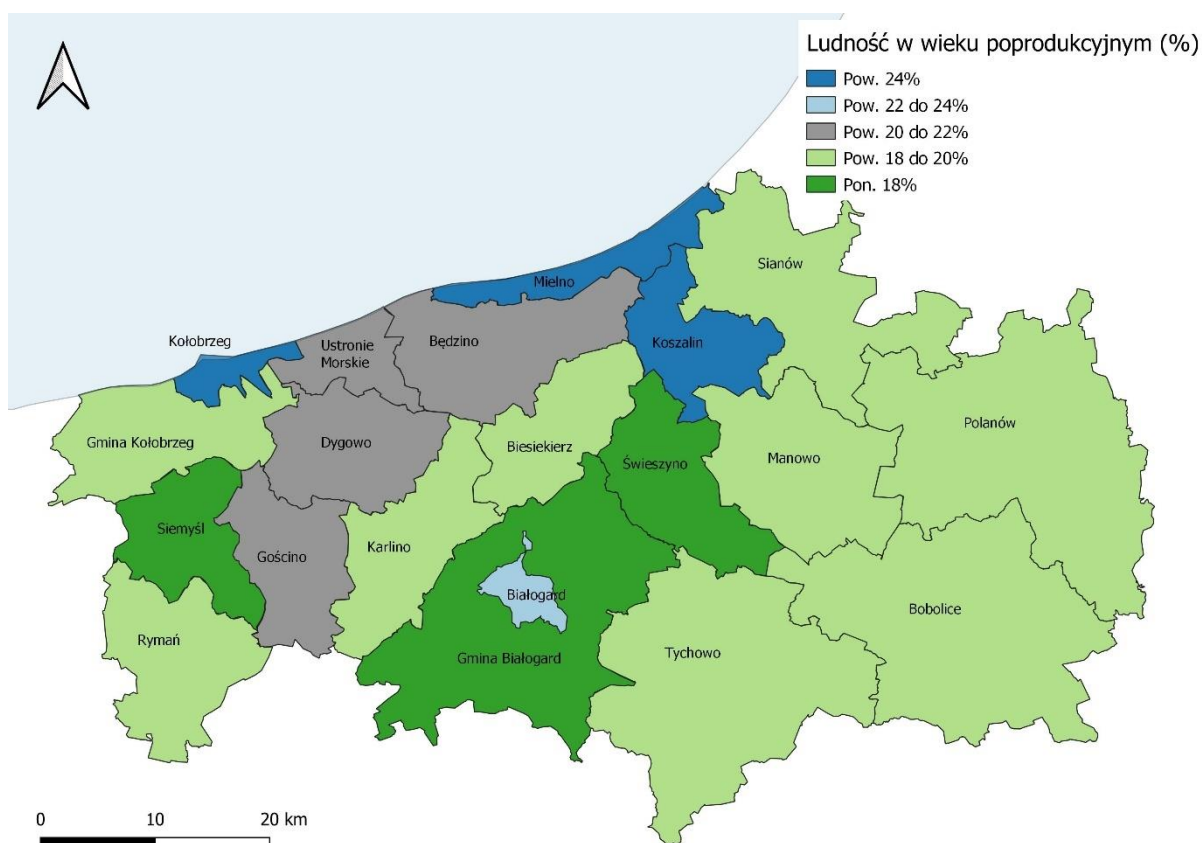 Ludność w wieku poprodukcyjnym (%)
Pow. 24%
Pow. 22 do 24%
Pow. 20 do 22%
Pow. 18 do 20%
Pon. 18%
Sianów
Mielno
Kołobrzeg
Ustronie
Morskie
Będzino
Koszalin
Polanów
Gmina Kołobrzeg
Dygowo
Biesiekierz
Świeszyno
Manowo
Siemyśl
Gościno
Karlino
Białogard
Bobolice
Rymań
Gmina Białogard
Tychowo
0 10 20 km